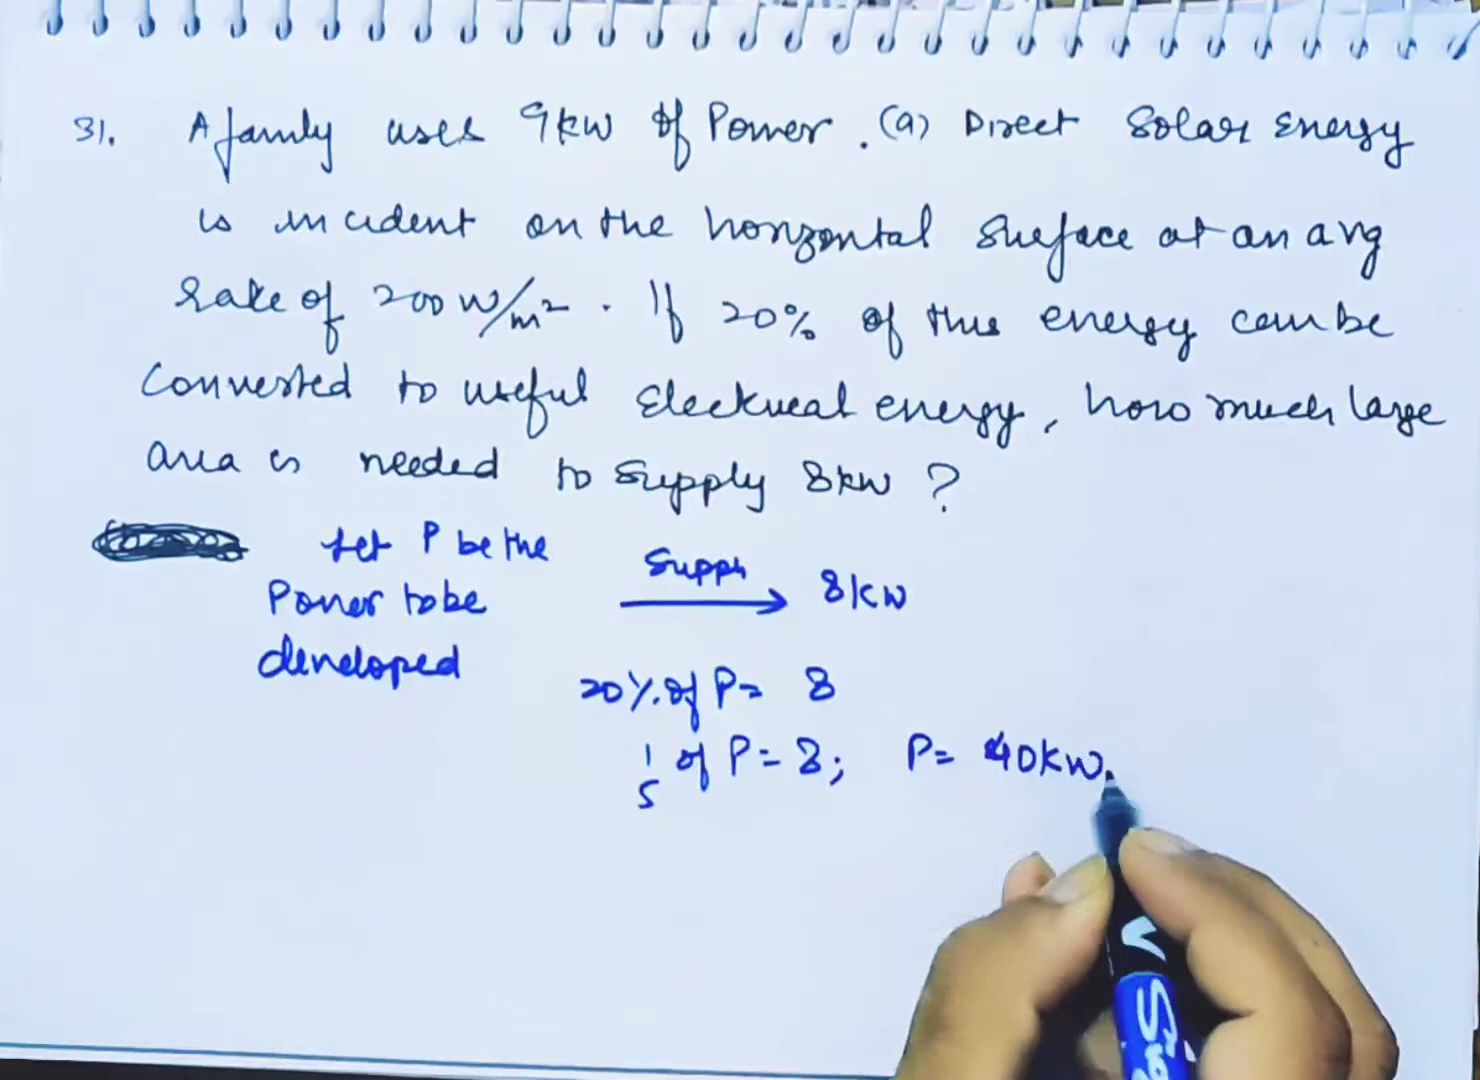 31. A family uses 9kw of Power. (a) Direct Solar Energy
is incident on the horizontal surface at an avg
rate of 200 W/m². If 20% of this energy can be
Converted to useful Electrical energy, how much large
area is needed to supply 8kw ?
Let P be the
Power to be
developed
Supply
8kw
20% of P = 8
1/5 of P = 8; P = 40kw.